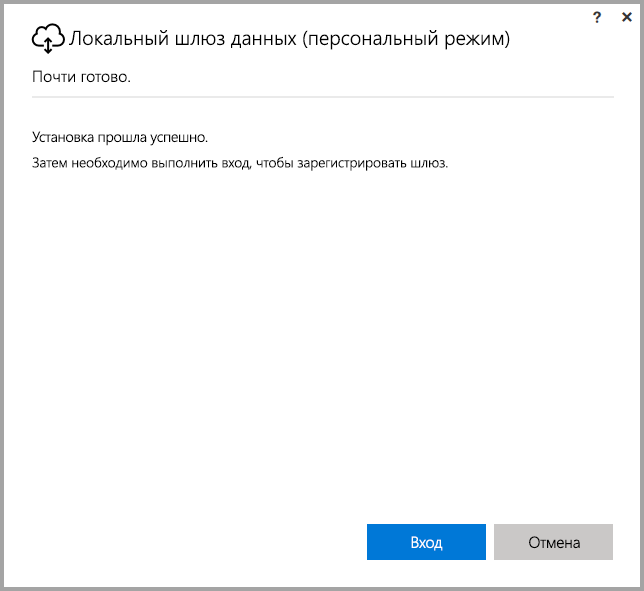 ?
Локальный шлюз данных (персональный режим)
Почти готово.
Установка прошла успешно.
Затем необходимо выполнить вход, чтобы зарегистрировать шлюз.
Вход
Отмена